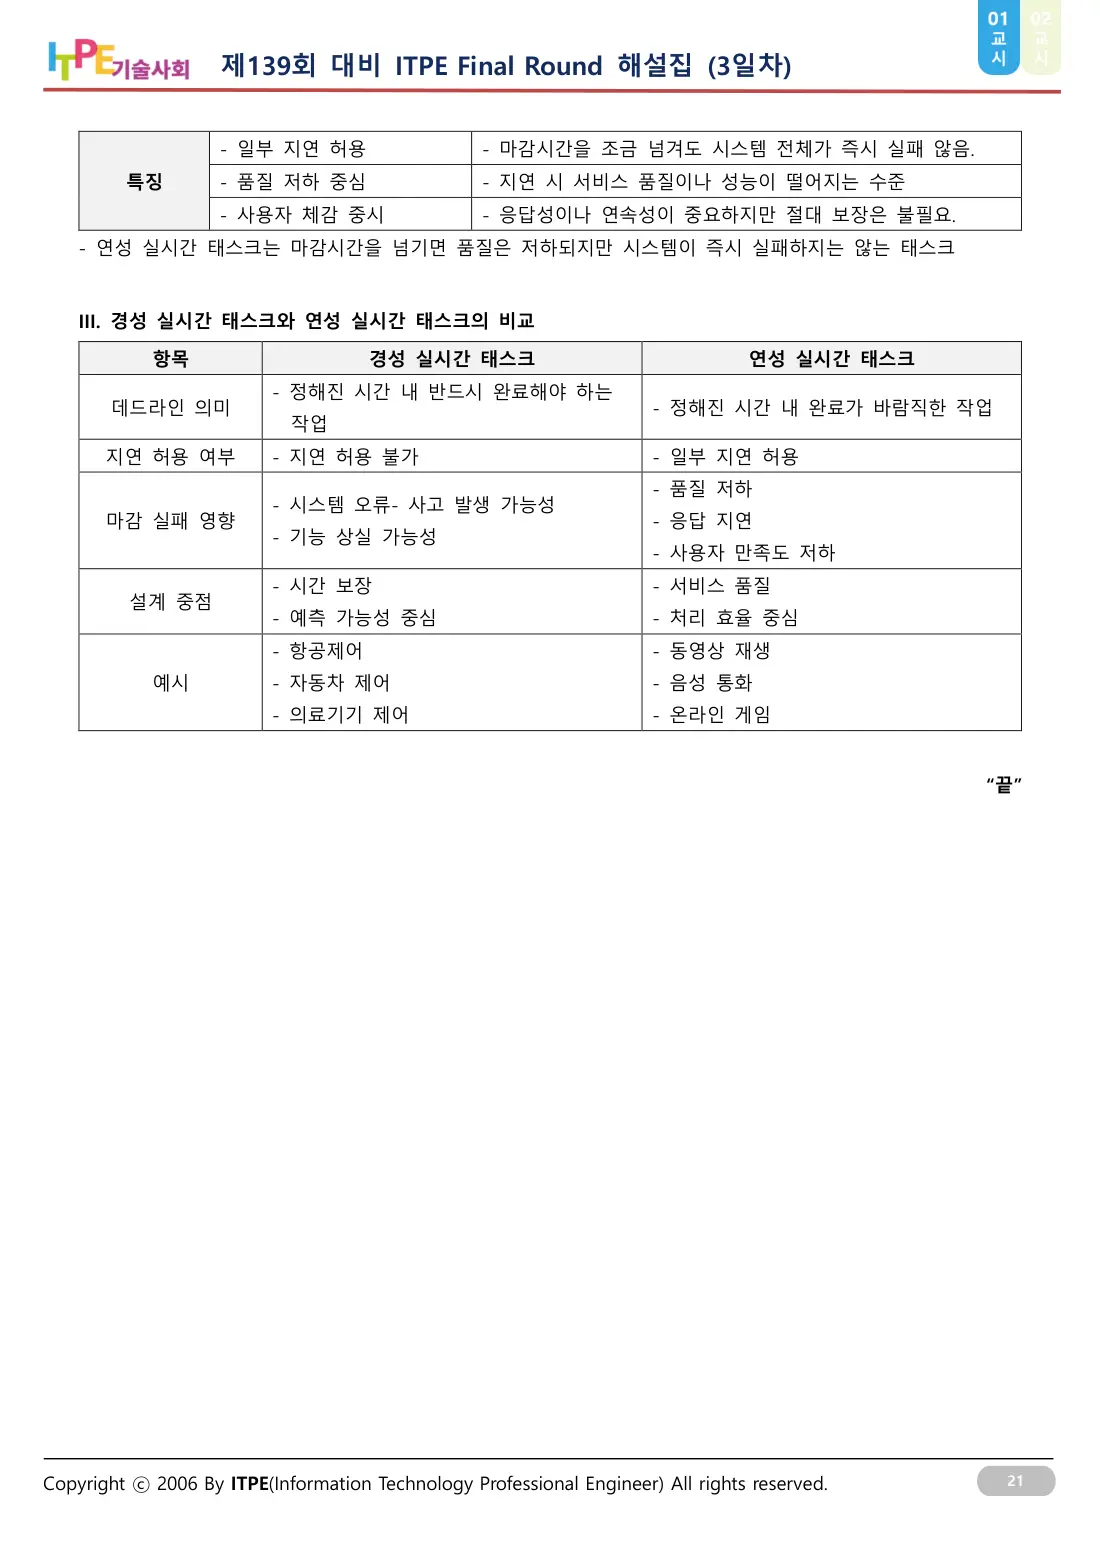 ITPE기술사회 제139회 대비 ITPE Final Round 해설집 (3일차)
01 교시
02 교시
특징
- 일부 지연 허용 - 마감시간을 조금 넘겨도 시스템 전체가 즉시 실패 않음.
- 품질 저하 중심 - 지연 시 서비스 품질이나 성능이 떨어지는 수준
- 사용자 체감 중시 - 응답성이나 연속성이 중요하지만 절대 보장은 불필요.
- 연성 실시간 태스크는 마감시간을 넘기면 품질은 저하되지만 시스템이 즉시 실패하지는 않는 태스크
III. 경성 실시간 태스크와 연성 실시간 태스크의 비교
항목 경성 실시간 태스크 연성 실시간 태스크
데드라인 의미
- 정해진 시간 내 반드시 완료해야 하는
작업
- 정해진 시간 내 완료가 바람직한 작업
지연 허용 여부 - 지연 허용 불가 - 일부 지연 허용
마감 실패 영향
- 시스템 오류- 사고 발생 가능성
- 기능 상실 가능성
- 품질 저하
- 응답 지연
- 사용자 만족도 저하
설계 중점
- 시간 보장
- 예측 가능성 중심
- 서비스 품질
- 처리 효율 중심
예시
- 항공제어
- 자동차 제어
- 의료기기 제어
- 동영상 재생
- 음성 통화
- 온라인 게임
“끝”
Copyright ⓒ 2006 By ITPE(Information Technology Professional Engineer) All rights reserved.
21